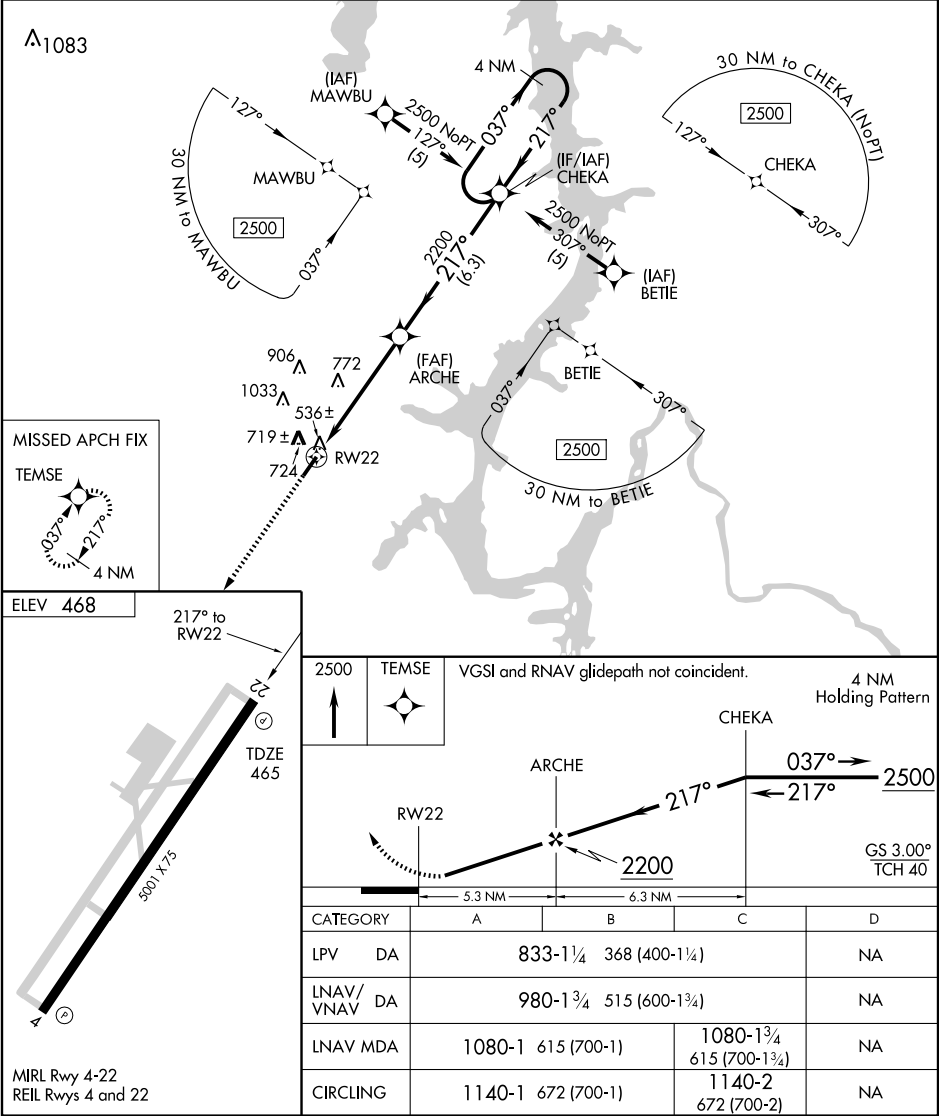 1083
(IAF)
MAWBU
2500 NoPT
127°
(5)
4 NM
037°
217°
(IF/IAF)
CHEKA
2500 NoPT
307°
(5)
(IAF)
BETIE
2200
217°
(6.3)
(FAF)
ARCHE
127°
MAWBU
2500
037°
30 NM to MAWBU
30 NM to CHEKA (NoPT)
2500
127°
CHEKA
307°
BETIE
037°
307°
2500
30 NM to BETIE
906
772
1033
536±
719±
724
RW22
MISSED APCH FIX
TEMSE
037°
217°
4 NM
ELEV 468
217° to
RW22
22
P
TDZE
465
5001 X 75
4
P
MIRL Rwy 4-22
REIL Rwys 4 and 22
2500
TEMSE
VGSI and RNAV glidepath not coincident.
4 NM
Holding Pattern
CHEKA
037°
2500
217°
ARCHE
217°
RW22
2200
GS 3.00°
TCH 40
5.3 NM
6.3 NM
CATEGORY A B C D
LPV DA 833-1¼ 368 (400-1¼) NA
LNAV/
VNAV DA 980-1¾ 515 (600-1¾) NA
LNAV MDA 1080-1 615 (700-1) 1080-1¾
615 (700-1¾) NA
CIRCLING 1140-1 672 (700-1) 1140-2
672 (700-2) NA